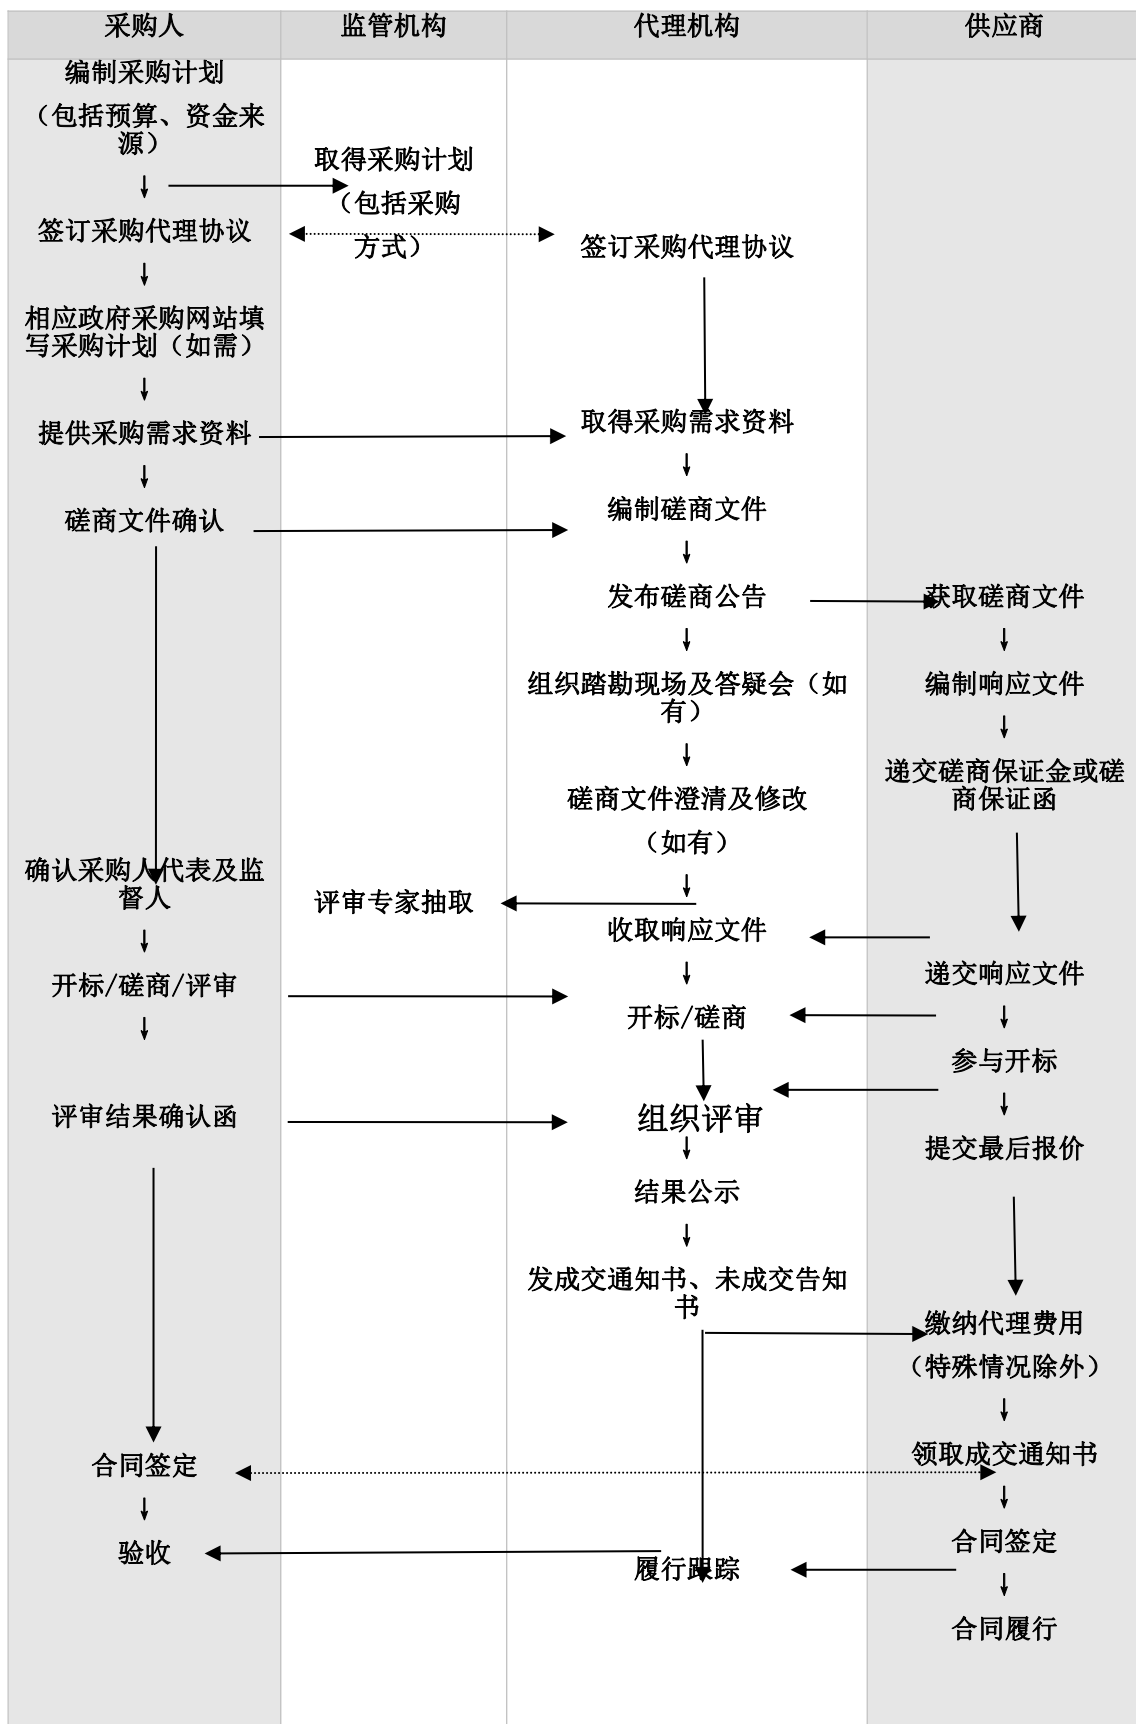 采购人
监管机构
代理机构
供应商
编制采购计划
（包括预算、资金来
源）
签订采购代理协议
相应政府采购网站填
写采购计划（如需）
提供采购需求资料
磋商文件确认
确认采购人代表及监
督人
开标/磋商/评审
评审结果确认函
合同签定
验收
取得采购计划
（包括采购
方式）
评审专家抽取
签订采购代理协议
取得采购需求资料
编制磋商文件
发布磋商公告
组织踏勘现场及答疑会（如
有）
磋商文件澄清及修改
（如有）
收取响应文件
开标/磋商
组织评审
结果公示
发成交通知书、未成交告知
书
履行跟踪
获取磋商文件
编制响应文件
递交磋商保证金或磋
商保证函
递交响应文件
参与开标
提交最后报价
缴纳代理费用
（特殊情况除外）
领取成交通知书
合同签定
合同履行